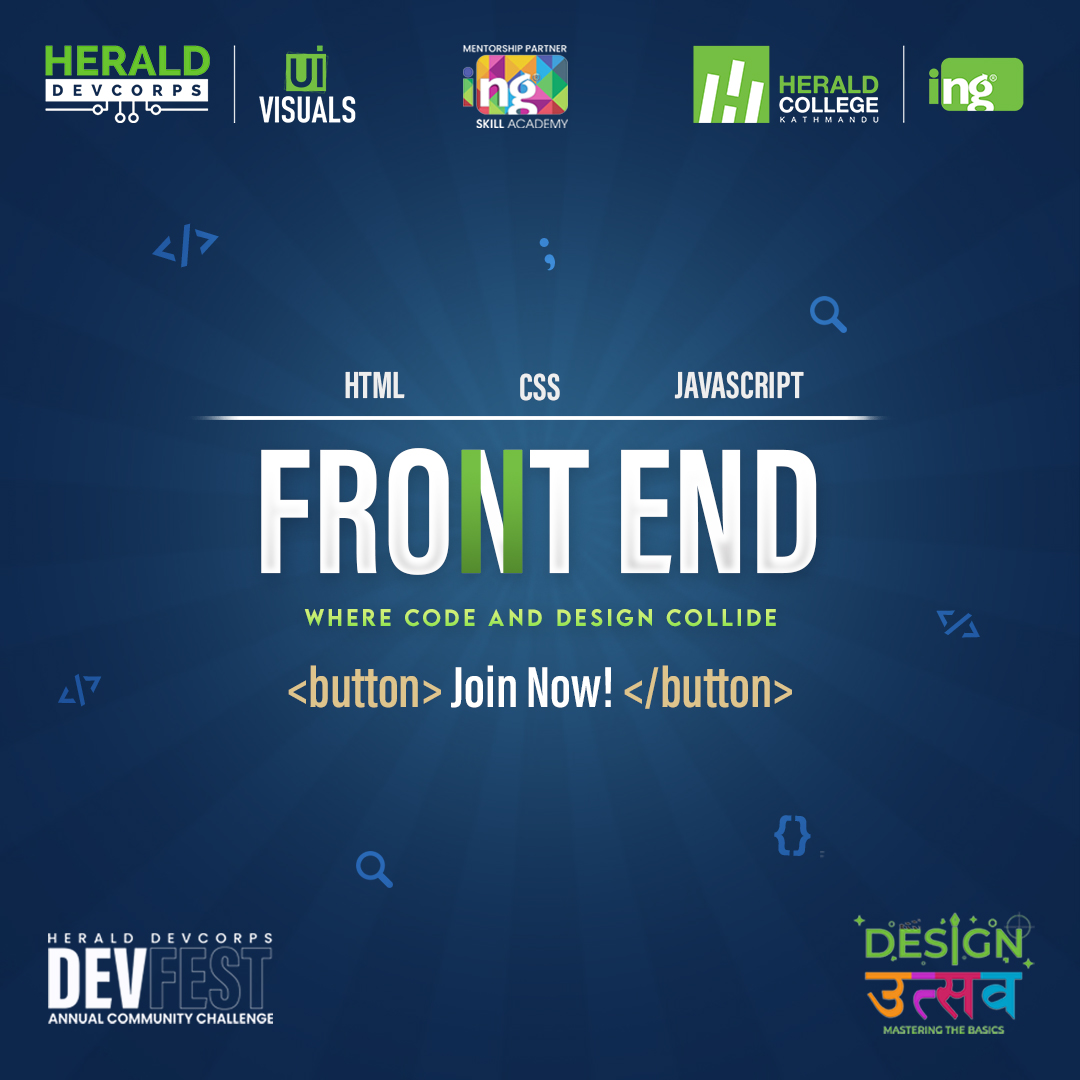 HERALD
DEVCORPS
ui
VISUALS
MENTORSHIP PARTNER
ing®
SKILL ACADEMY
HERALD
COLLEGE
KATHMANDU
ing®
</>
;
HTML CSS JAVASCRIPT
FRONT END
WHERE CODE AND DESIGN COLLIDE
</>
<button> Join Now! </button>
</>
{}
HERALD DEVCORPS
DEVFEST
ANNUAL COMMUNITY CHALLENGE
DESIGN
उत्सव
MASTERING THE BASICS